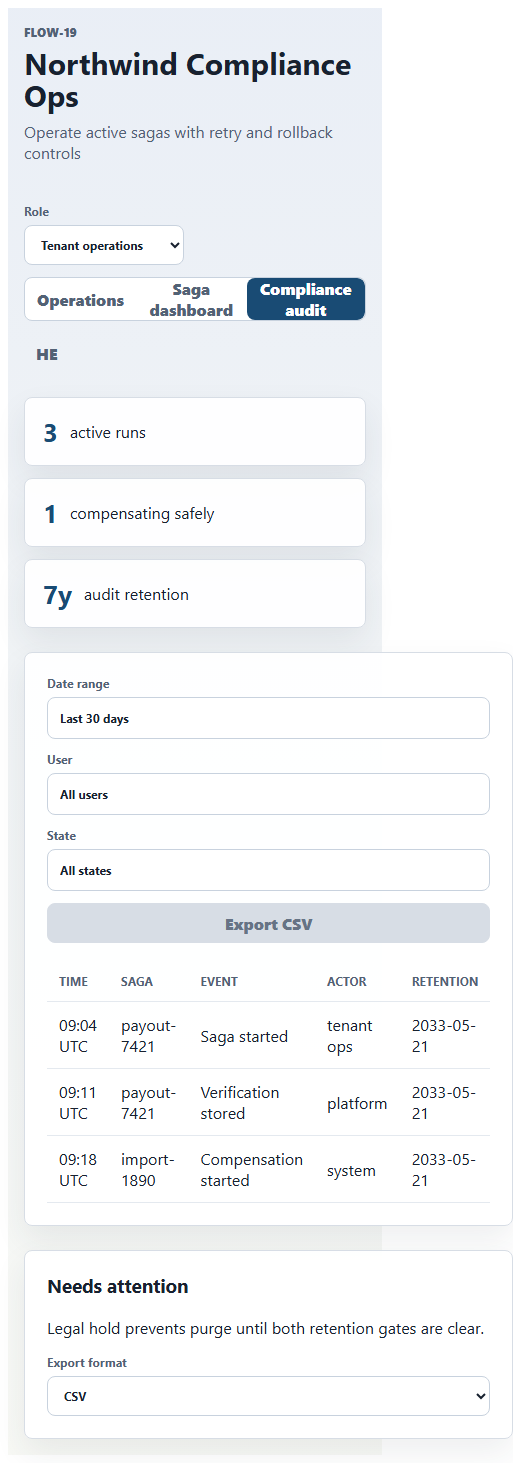 FLOW-19
Northwind Compliance
Ops
Operate active sagas with retry and rollback
controls
Role
Tenant operations
Operations
Saga
dashboard
Compliance
audit
HE
3 active runs
1 compensating safely
7y audit retention
Date range
Last 30 days
User
All users
State
All states
Export CSV
TIME SAGA EVENT ACTOR RETENTION
09:04 payout- Saga started tenant 2033-05-
UTC 7421 ops 21
09:11 payout- Verification platform 2033-05-
UTC 7421 stored 21
09:18 import- Compensation system 2033-05-
UTC 1890 started 21
Needs attention
Legal hold prevents purge until both retention gates are clear.
Export format
CSV